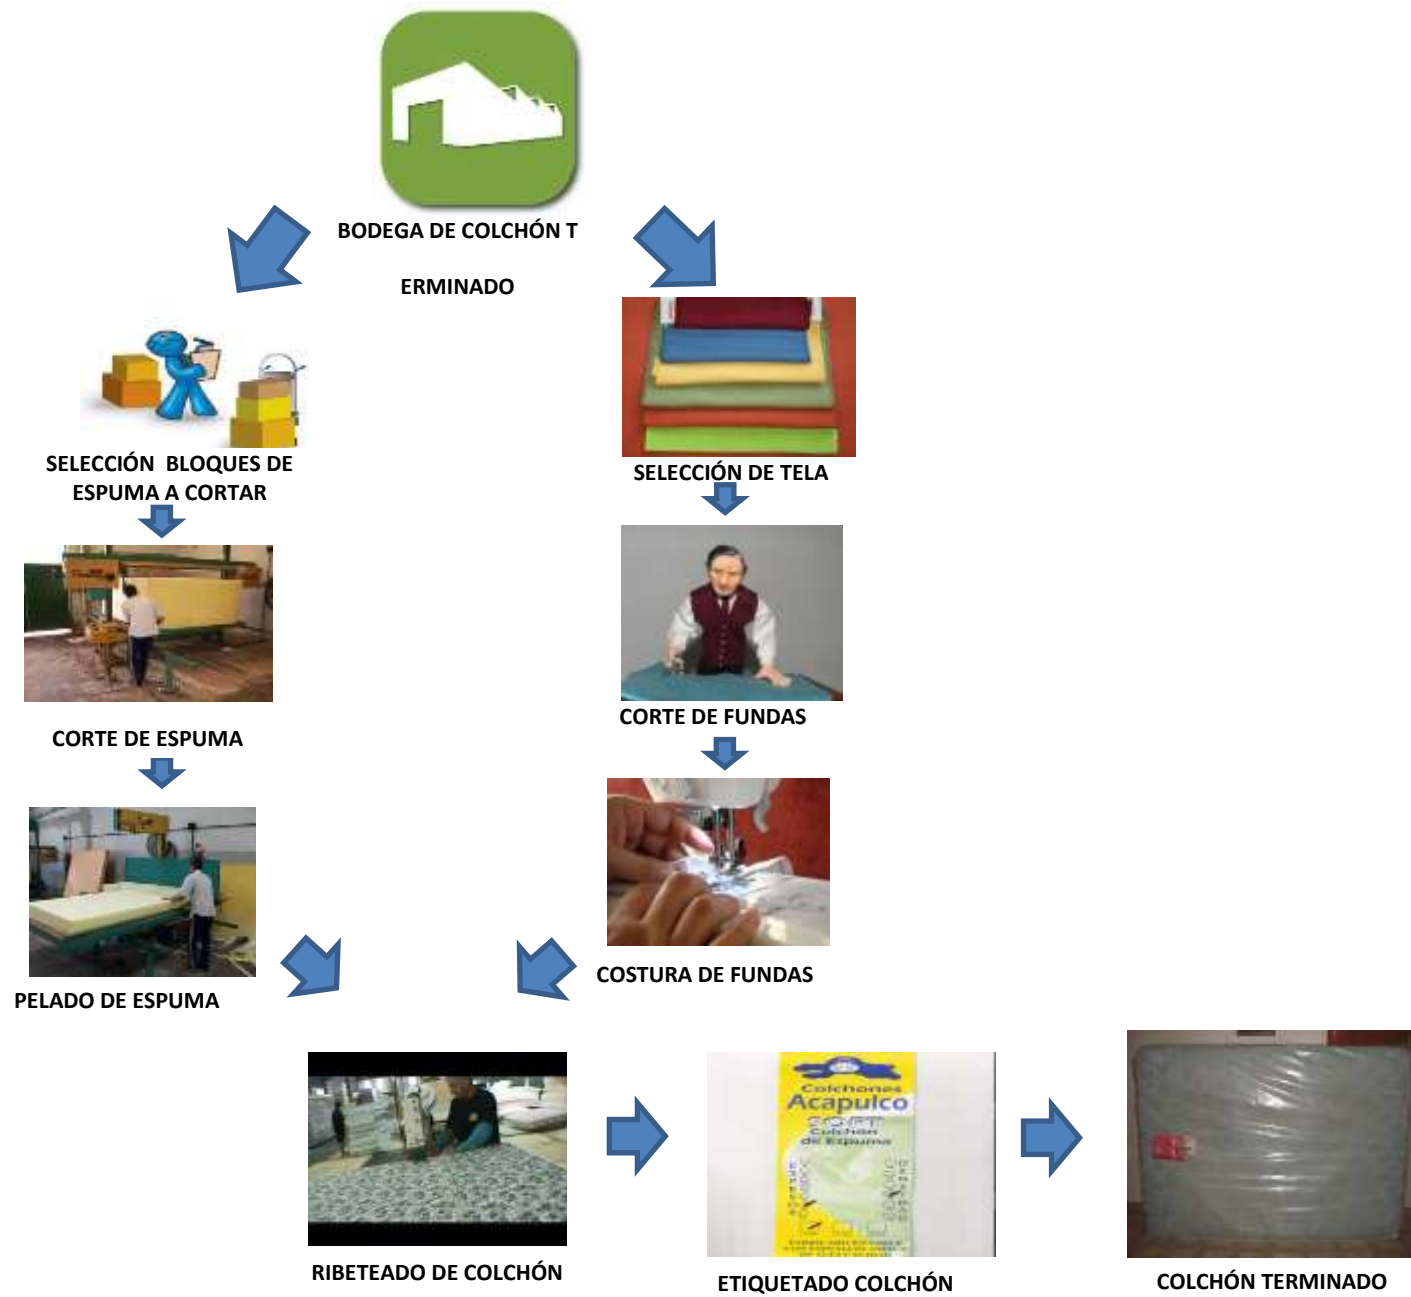 BODEGA DE COLCHÓN T
ERMINADO
SELECCIÓN BLOQUES DE
ESPUMA A CORTAR
SELECCIÓN DE TELA
CORTE DE ESPUMA
CORTE DE FUNDAS
PELADO DE ESPUMA
COSTURA DE FUNDAS
Colchones
Acapulco
SOFT
Colchón
de Espuma
RIBETEADO DE COLCHÓN
ETIQUETADO COLCHÓN
COLCHÓN TERMINADO